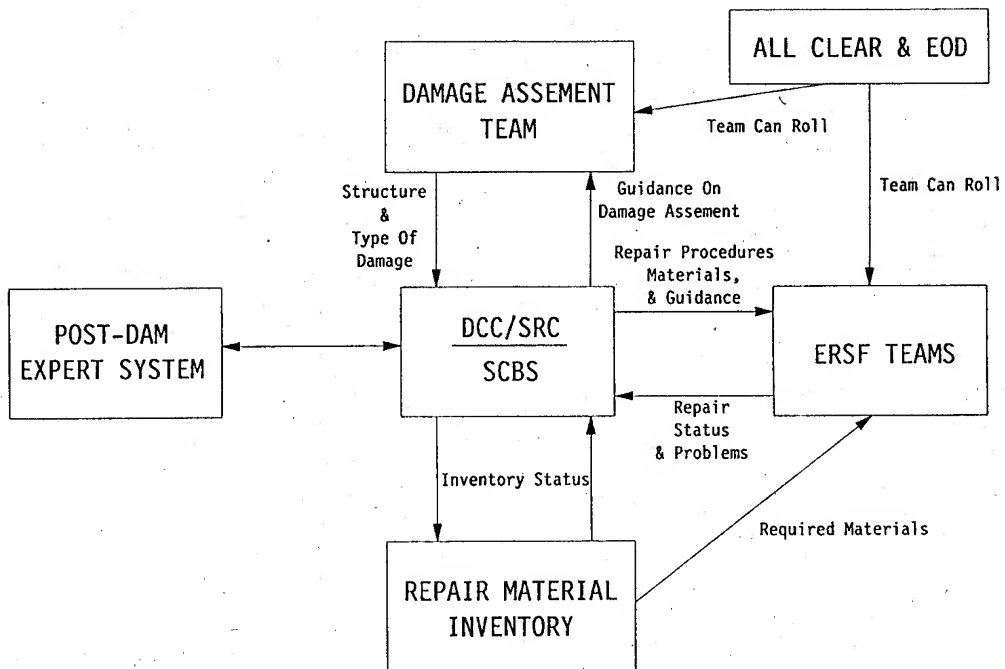 ALL CLEAR & EOD
DAMAGE ASSEMENT
TEAM
Team Can Roll
Team Can Roll
Structure
&
Type Of
Damage
Guidance On
Damage Assement
Repair Procedures
Materials,
& Guidance
POST-DAM
EXPERT SYSTEM
DCC/SRC
SCBS
ERSF TEAMS
Repair
Status
& Problems
Inventory Status
Required Materials
REPAIR MATERIAL
INVENTORY